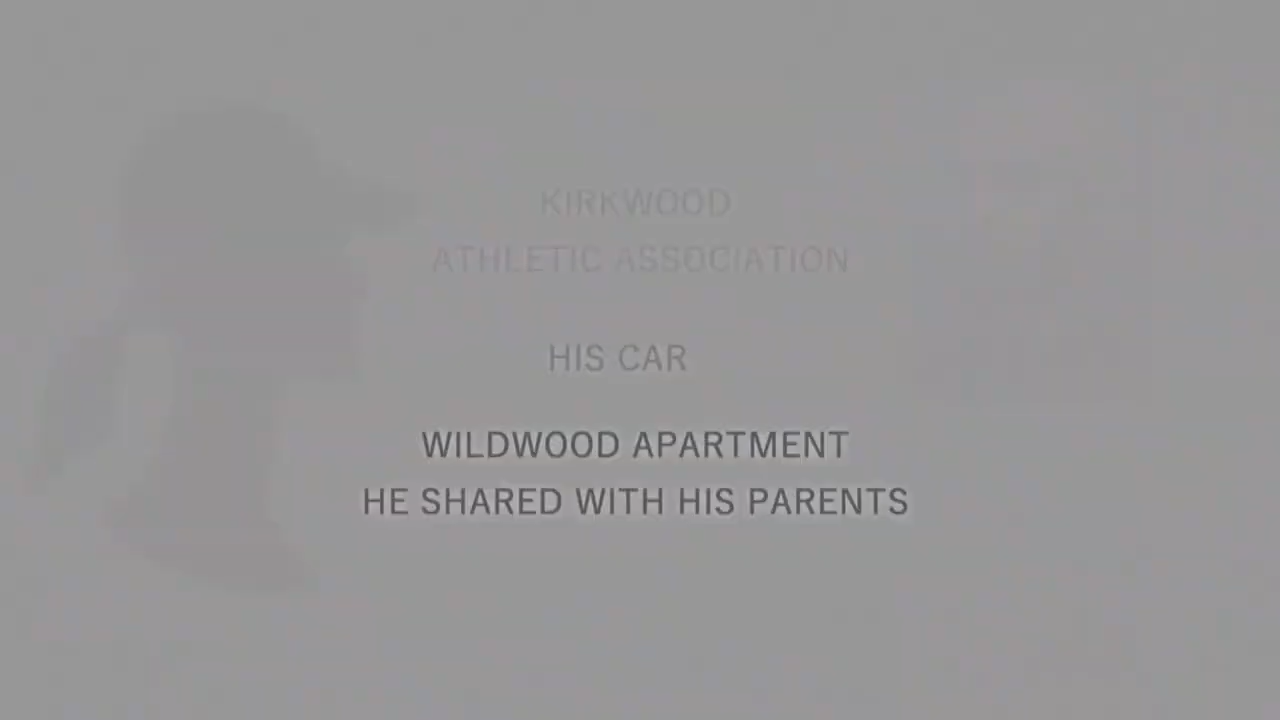 KIRKWOOD
ATHLETIC ASSOCIATION
HIS CAR
WILDWOOD APARTMENT
HE SHARED WITH HIS PARENTS